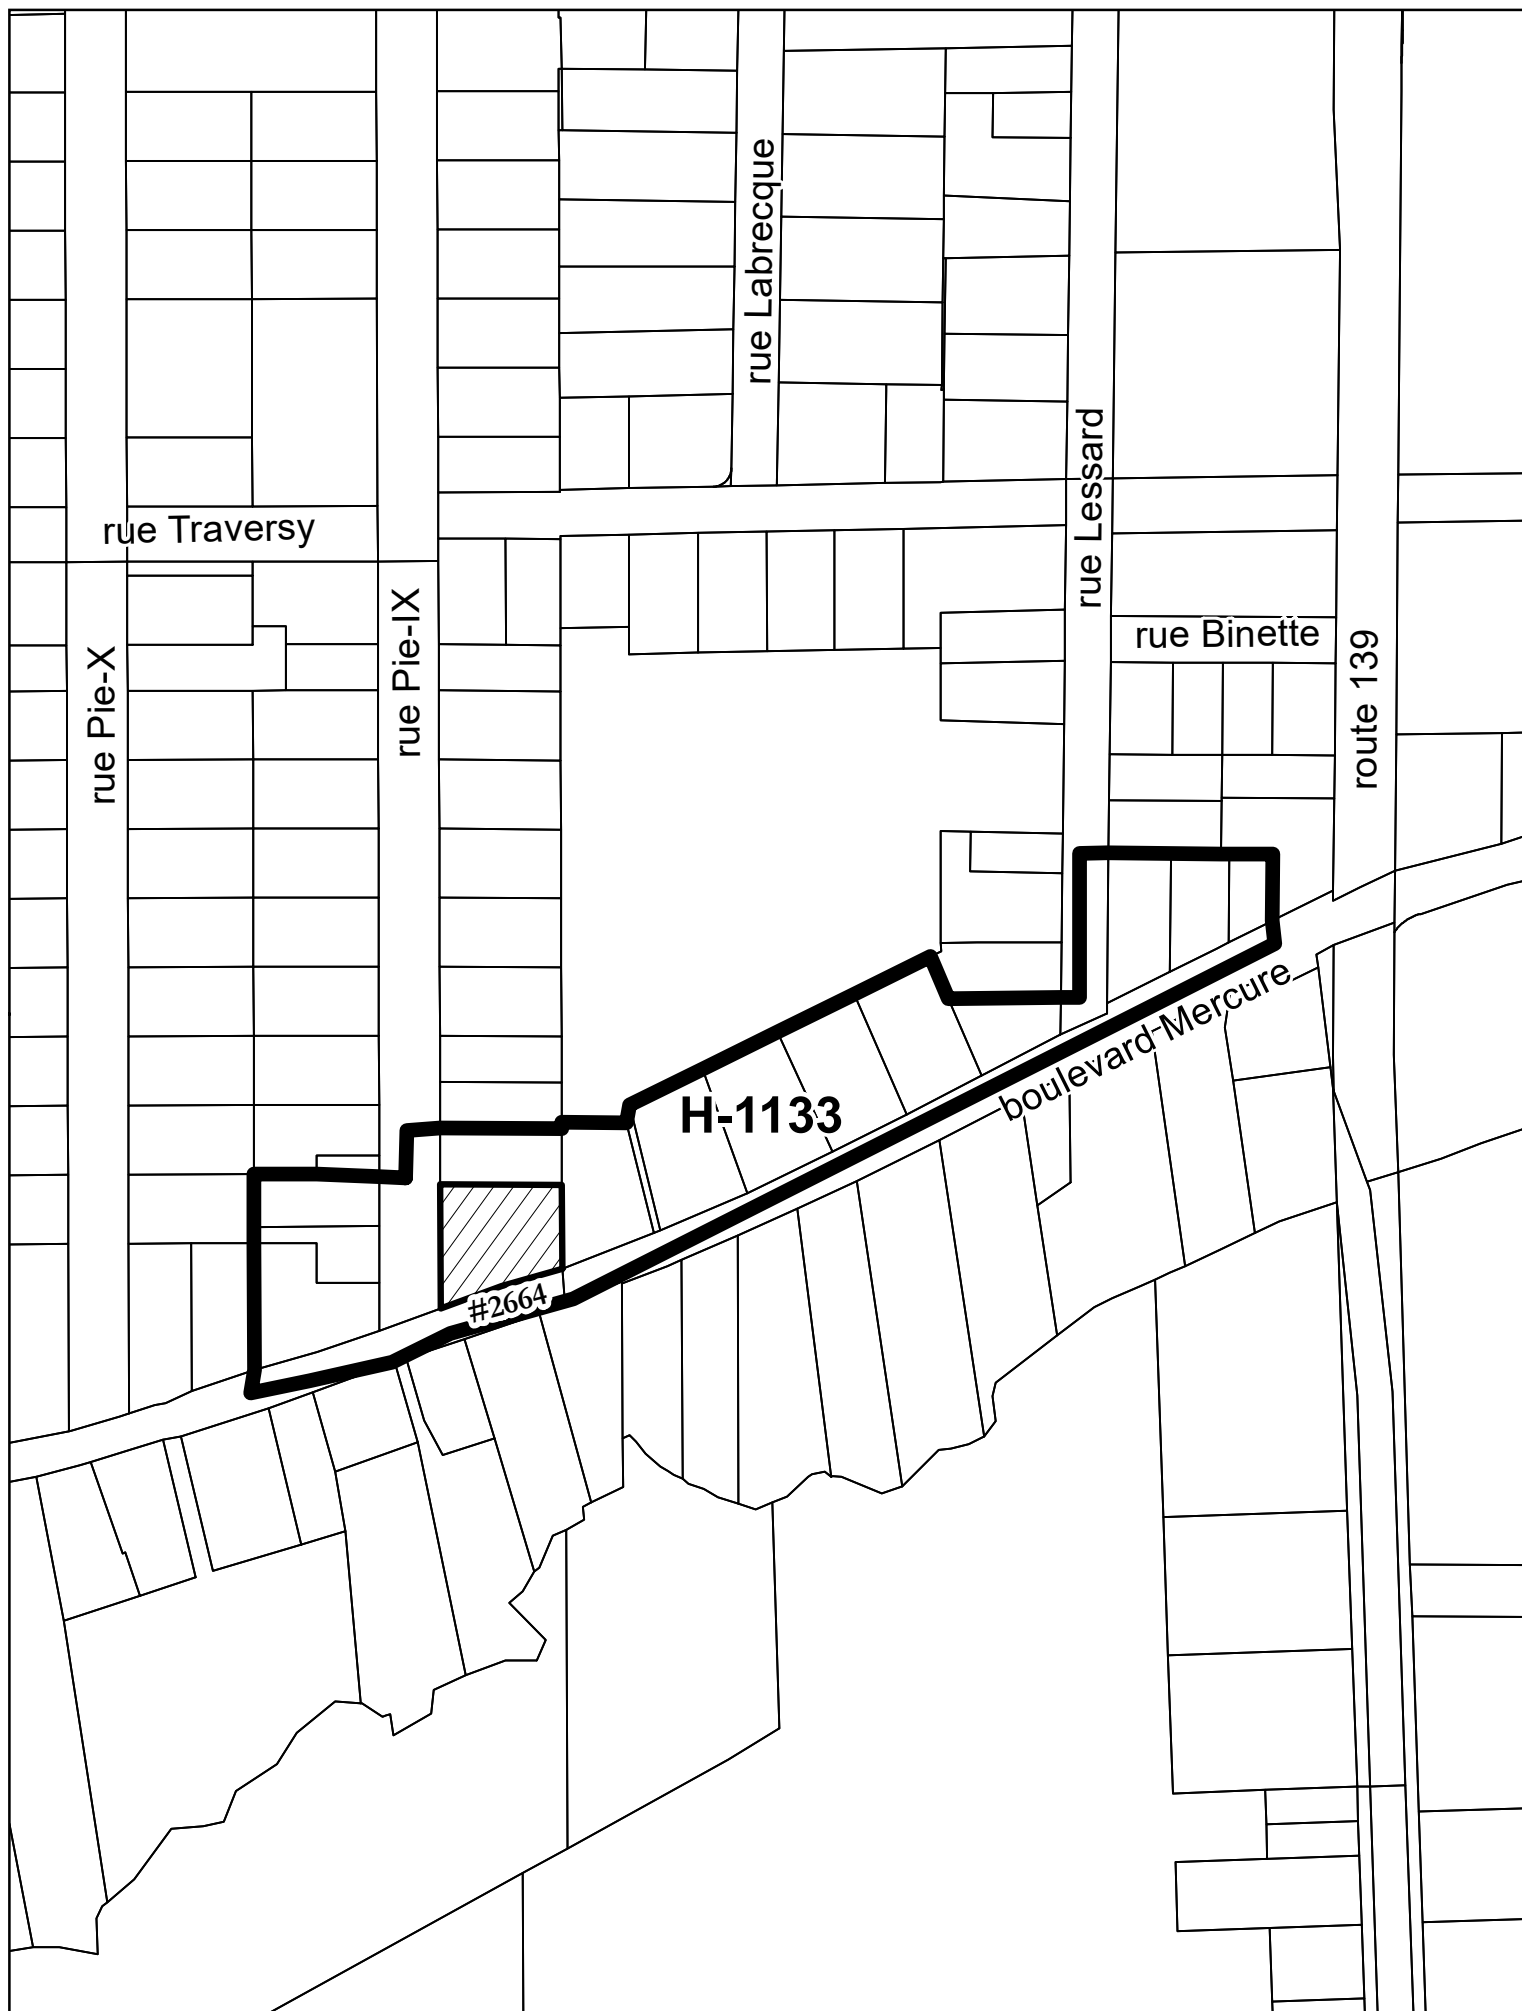 rue Labrecque
rue Lessard
rue Traversy
rue Pie-X
rue Pie-IX
rue Binette
route 139
boulevard Mercure
H-1133
#2664